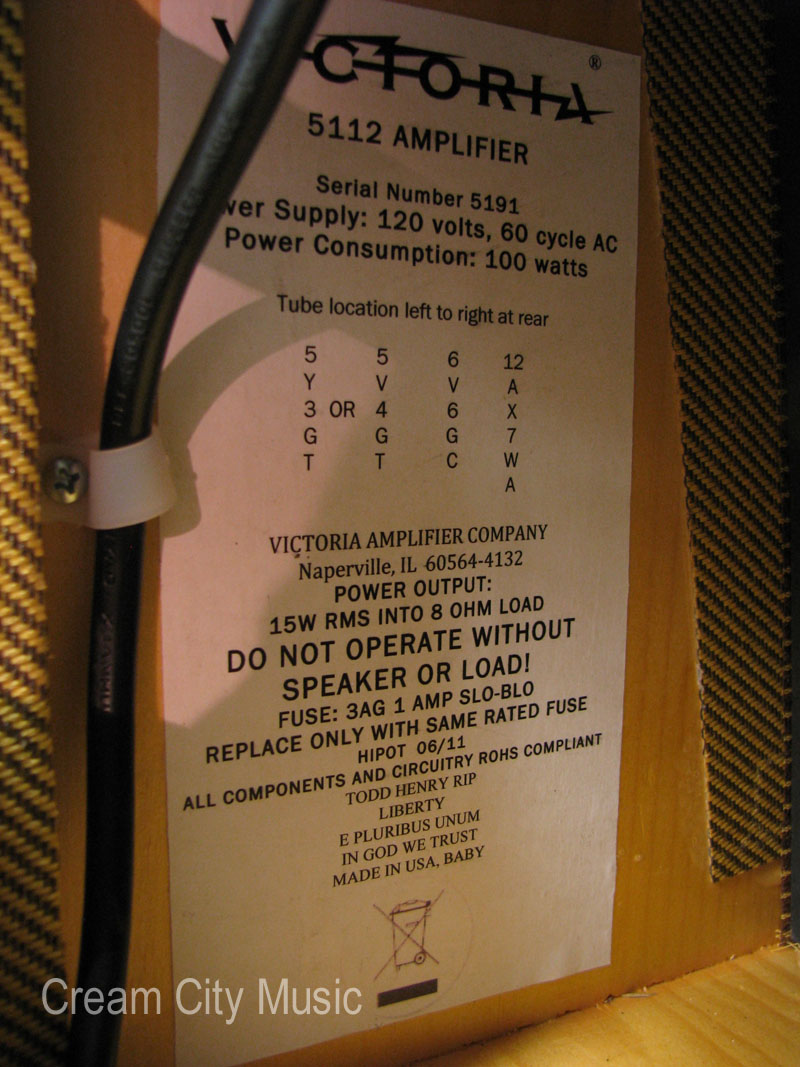 VICTORIA ®
5112 AMPLIFIER
Serial Number 5191
wer Supply: 120 volts, 60 cycle AC
Power Consumption: 100 watts
Tube location left to right at rear
5 5 6 12
Y V V A
3 OR 4 6 X
G G G 7
T T C W
A
VICTORIA AMPLIFIER COMPANY
Naperville, IL 60564-4132
POWER OUTPUT:
15W RMS INTO 8 OHM LOAD
DO NOT OPERATE WITHOUT
SPEAKER OR LOAD!
FUSE: 3AG 1 AMP SLO-BLO
REPLACE ONLY WITH SAME RATED FUSE
HIPOT 06/11
ALL COMPONENTS AND CIRCUITRY ROHS COMPLIANT
TODD HENRY RIP
LIBERTY
E PLURIBUS UNUM
IN GOD WE TRUST
MADE IN USA, BABY
Cream City Music